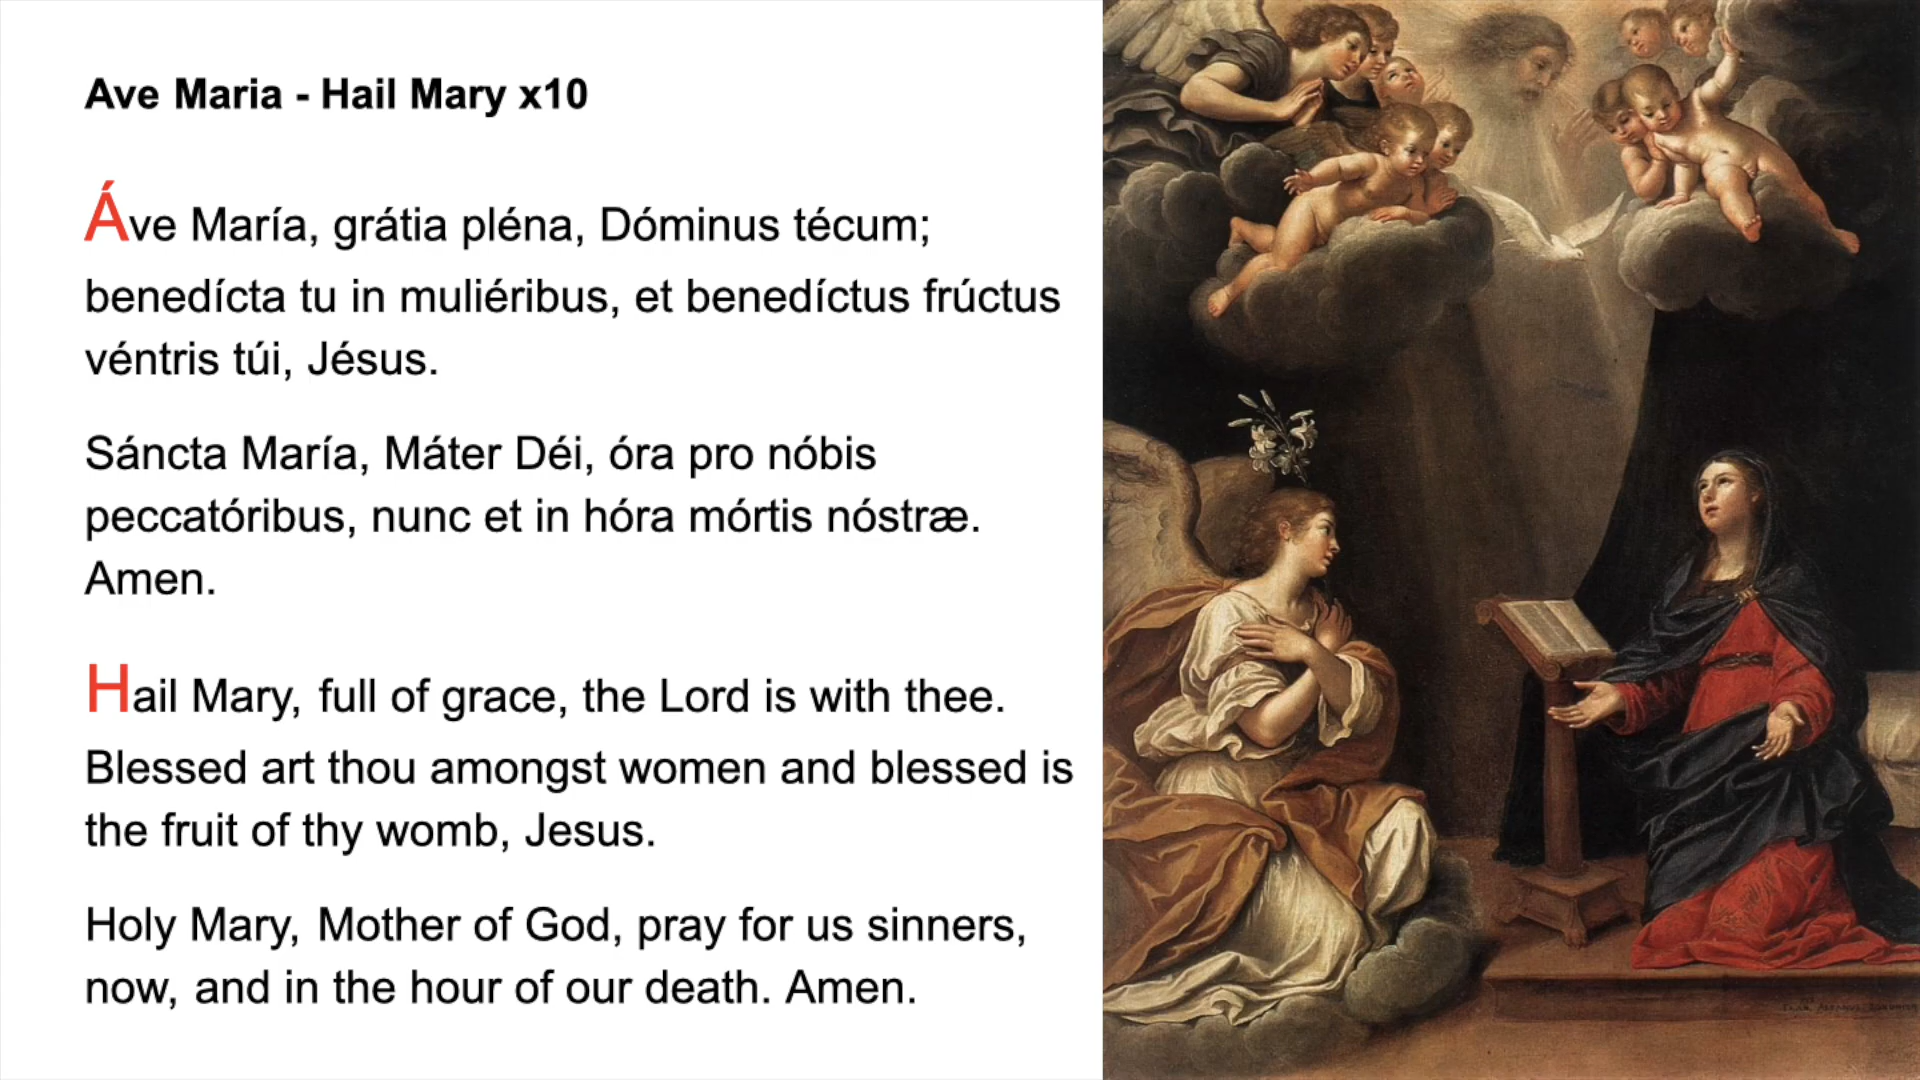 Ave Maria - Hail Mary x10
Áve María, grátia pléna, Dóminus técum;
benedícta tu in muliéribus, et benedíctus frúctus
véntris túi, Jésus.
Sáncta María, Máter Déi, óra pro nóbis
peccatóribus, nunc et in hóra mórtis nóstræ.
Amen.
Hail Mary, full of grace, the Lord is with thee.
Blessed art thou amongst women and blessed is
the fruit of thy womb, Jesus.
Holy Mary, Mother of God, pray for us sinners,
now, and in the hour of our death. Amen.